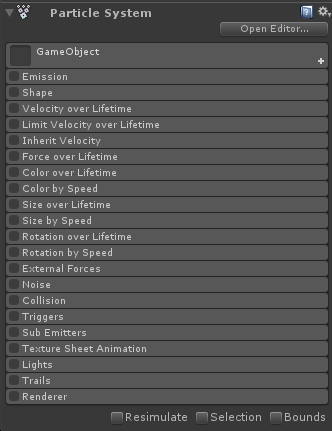 Particle System
Open Editor...
GameObject
Emission
Shape
Velocity over Lifetime
Limit Velocity over Lifetime
Inherit Velocity
Force over Lifetime
Color over Lifetime
Color by Speed
Size over Lifetime
Size by Speed
Rotation over Lifetime
Rotation by Speed
External Forces
Noise
Collision
Triggers
Sub Emitters
Texture Sheet Animation
Lights
Trails
Renderer
Resimulate Selection Bounds